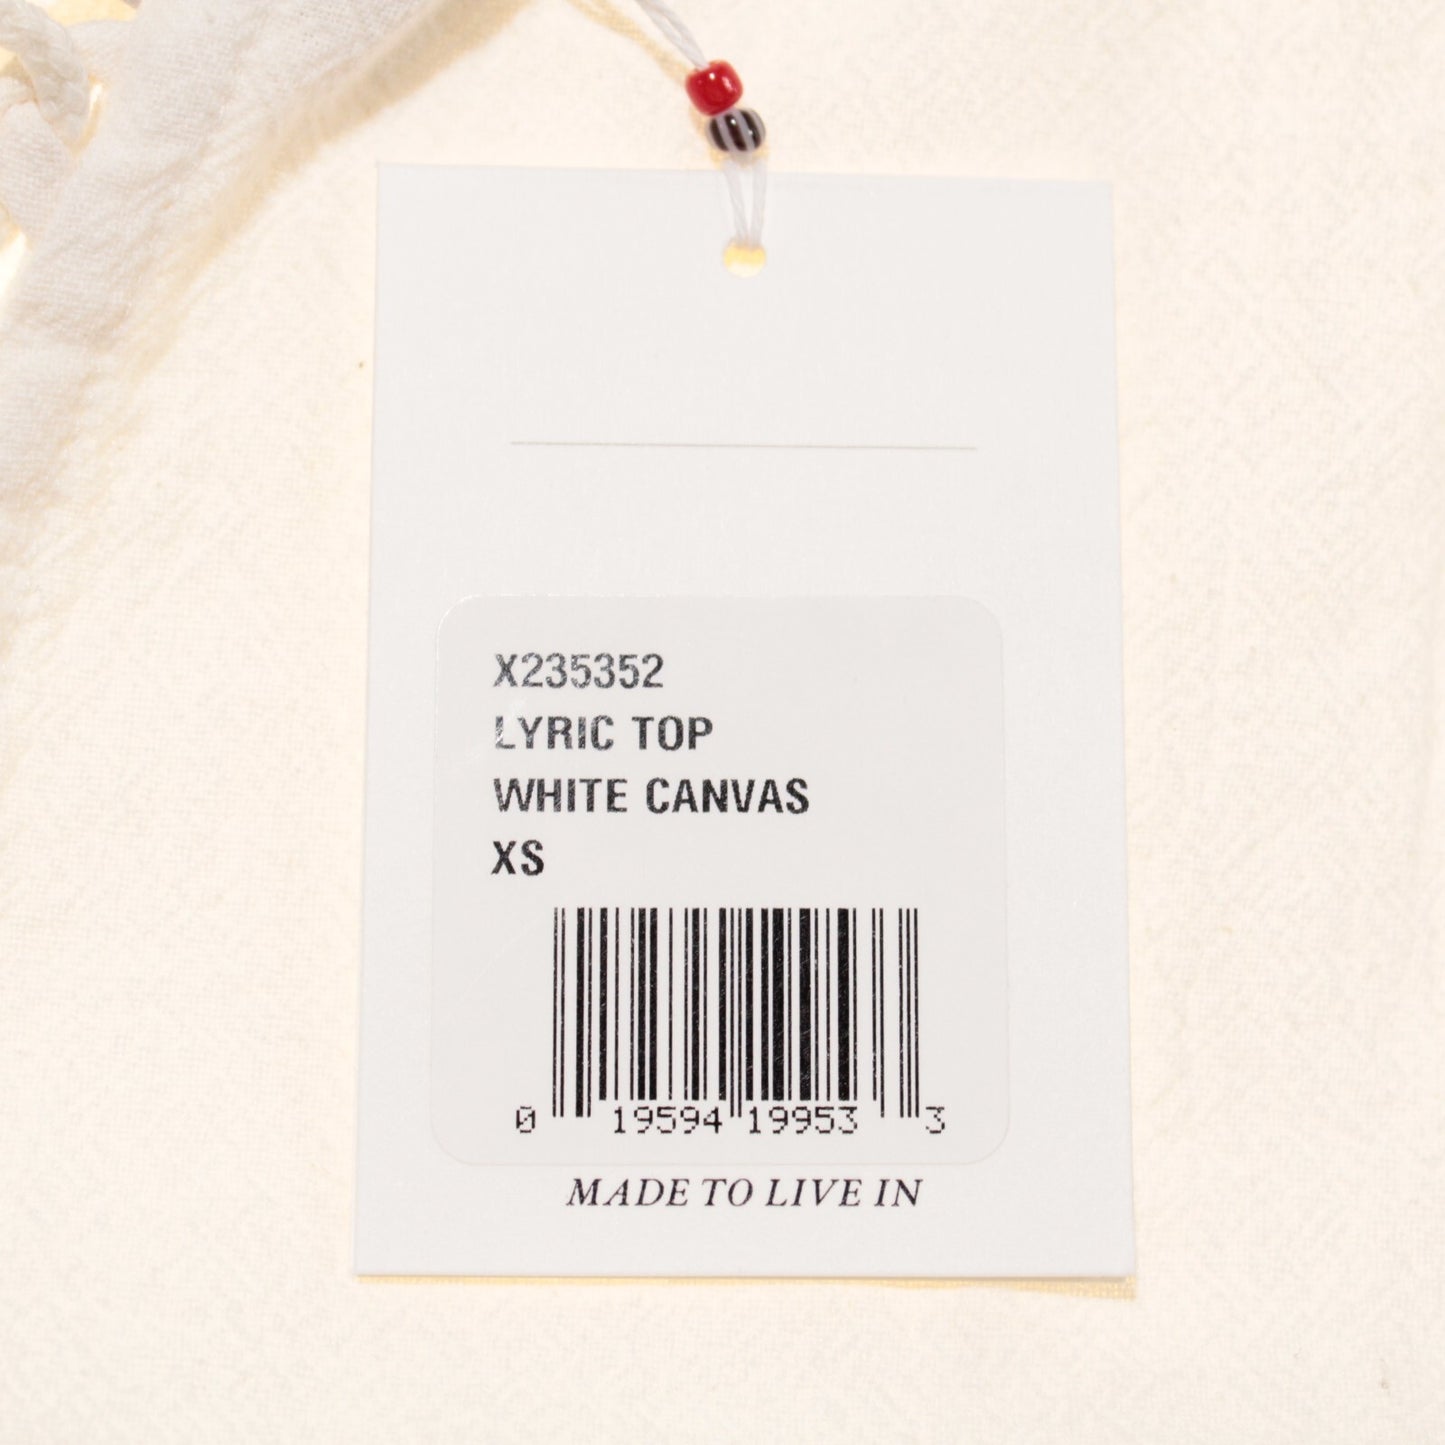 X235352
LYRIC TOP
WHITE CANVAS
XS
0 19594 19953 3
MADE TO LIVE IN